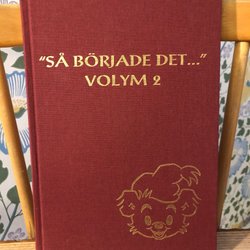 "SÅ BÖRJADE DET..."
VOLYM 2